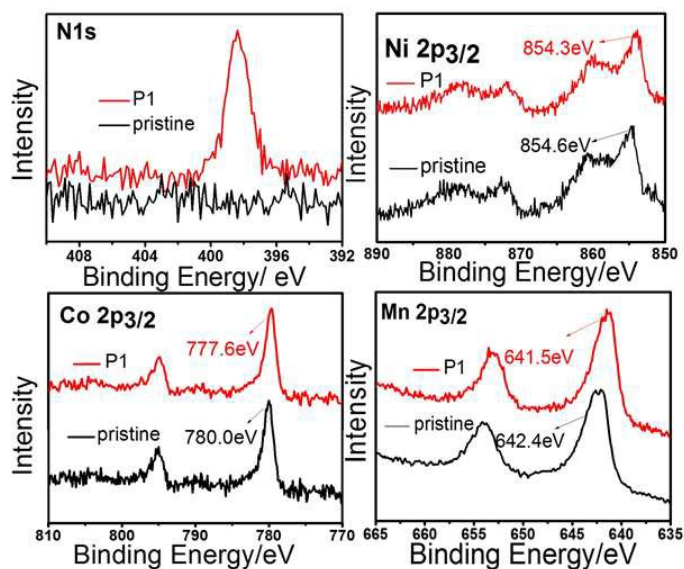 N1s
P1
pristine
Intensity
408 404 400 396 392
Binding Energy/ eV
Ni 2p3/2
854.3eV
P1
854.6eV
pristine
Intensity
890 880 870 860 850
Binding Energy/eV
Co 2p3/2
777.6eV
P1
780.0eV
pristine
Intensity
810 800 790 780 770
Binding Energy/eV
Mn 2p3/2
641.5eV
P1
pristine
642.4eV
Intensity
665 660 655 650 645 640 635
Binding Energy/eV